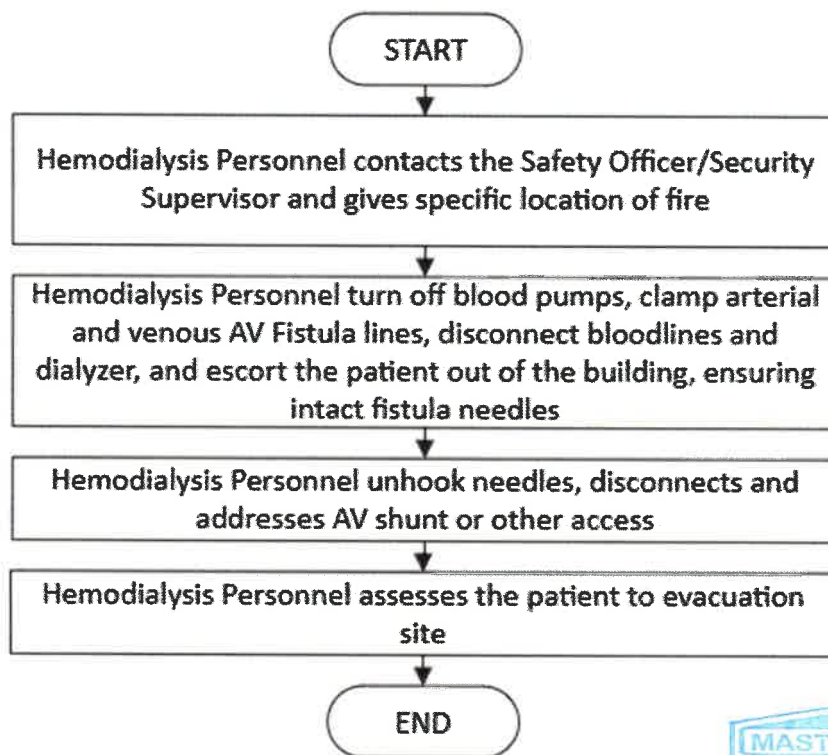 START
Hemodialysis Personnel contacts the Safety Officer/Security
Supervisor and gives specific location of fire
Hemodialysis Personnel turn off blood pumps, clamp arterial
and venous AV Fistula lines, disconnect bloodlines and
dialyzer, and escort the patient out of the building, ensuring
intact fistula needles
Hemodialysis Personnel unhook needles, disconnects and
addresses AV shunt or other access
Hemodialysis Personnel assesses the patient to evacuation
site
END
MAST